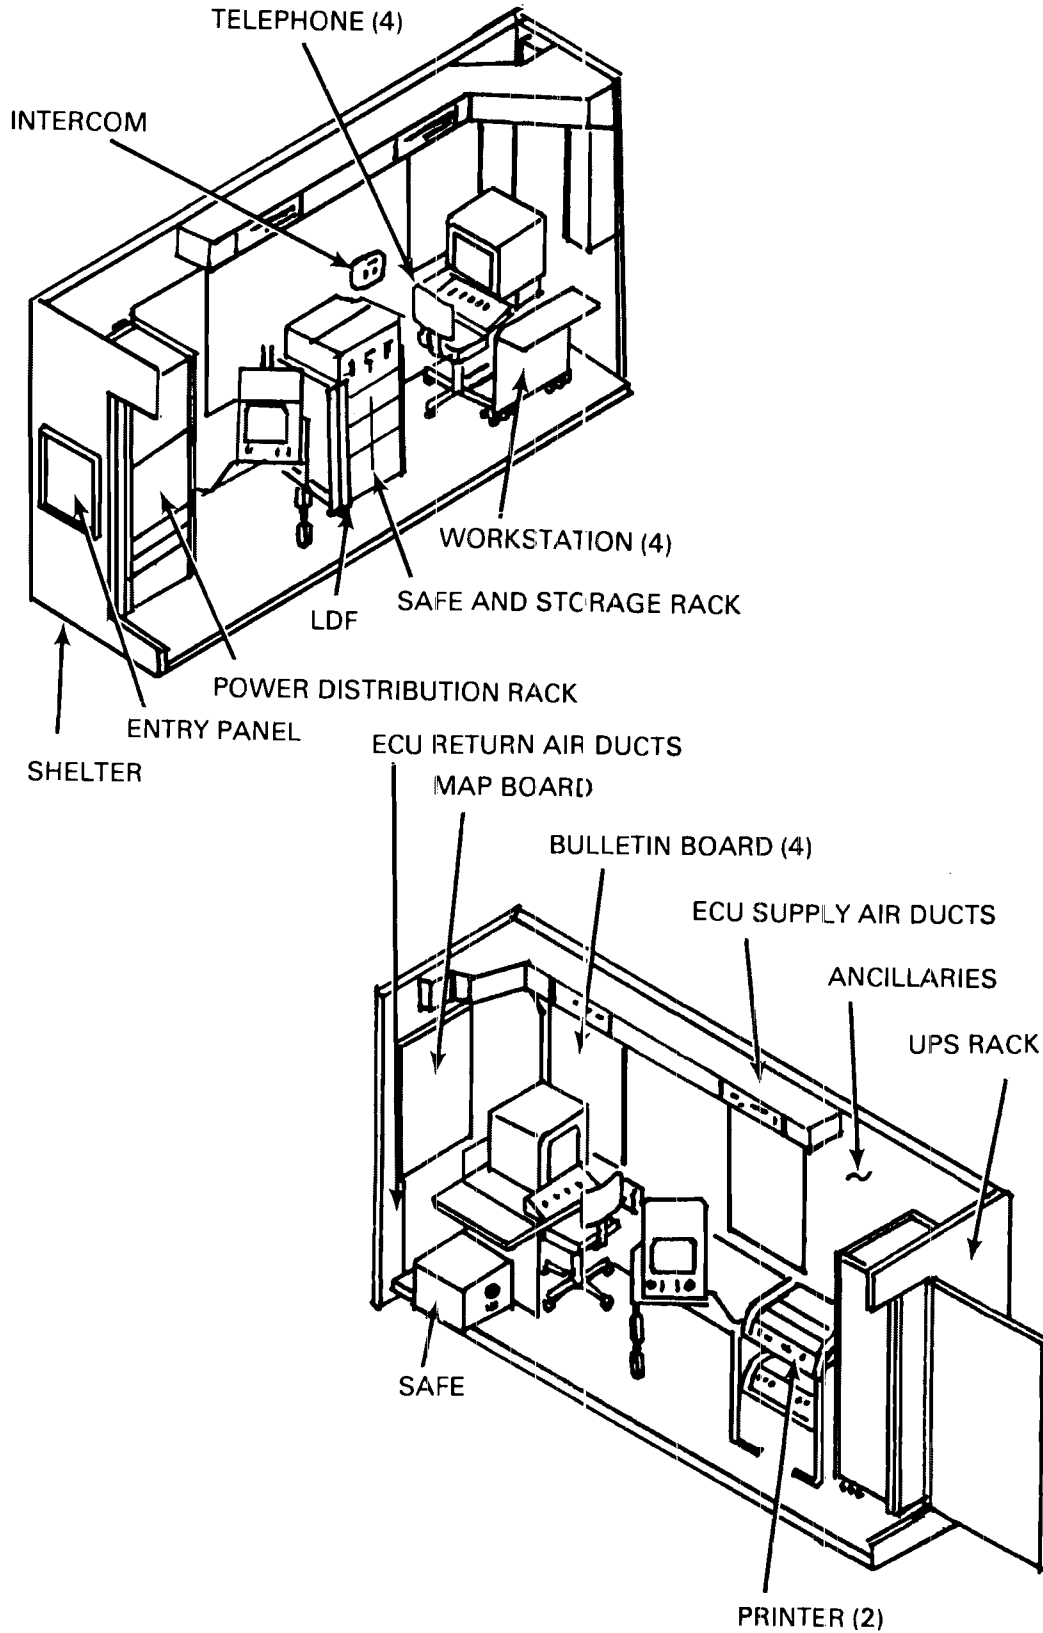 TELEPHONE (4)
INTERCOM
WORKSTATION (4)
SAFE AND STORAGE RACK
LDF
POWER DISTRIBUTION RACK
ENTRY PANEL
SHELTER
ECU RETURN AIR DUCTS
MAP BOARD
BULLETIN BOARD (4)
ECU SUPPLY AIR DUCTS
ANCILLARIES
UPS RACK
SAFE
PRINTER (2)